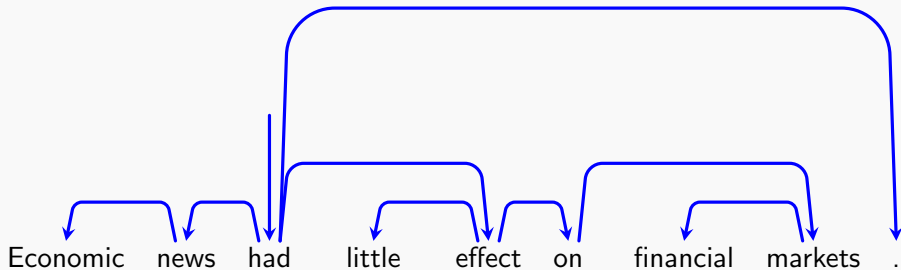 Economic news had little effect on financial markets .